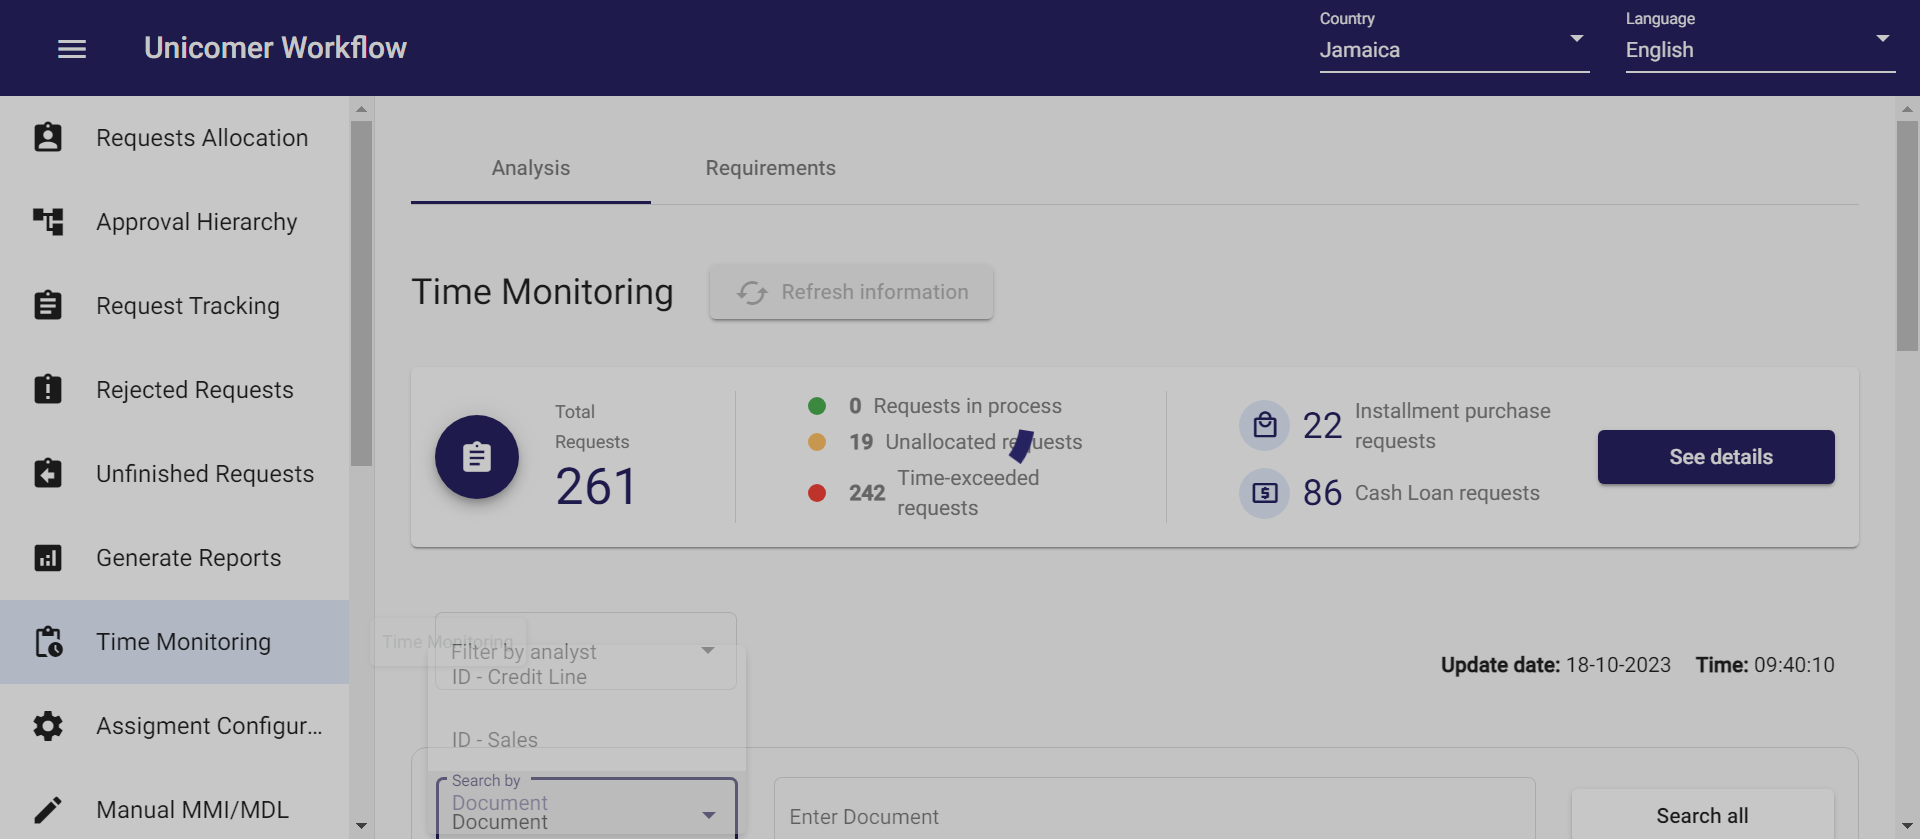 Unicomer Workflow
Country
Jamaica
Language
English
Requests Allocation
Approval Hierarchy
Request Tracking
Rejected Requests
Unfinished Requests
Generate Reports
Time Monitoring
Assigment Configur...
Manual MMI/MDL
Analysis
Requirements
Time Monitoring
Refresh information
Total
Requests
261
0 Requests in process
19 Unallocated requests
242 Time-exceeded
requests
22 Installment purchase
requests
86 Cash Loan requests
See details
Time Monitoring
Filter by analyst
ID - Credit Line
ID - Sales
Update date: 18-10-2023 Time: 09:40:10
Search by
Document
Document
Enter Document
Search all